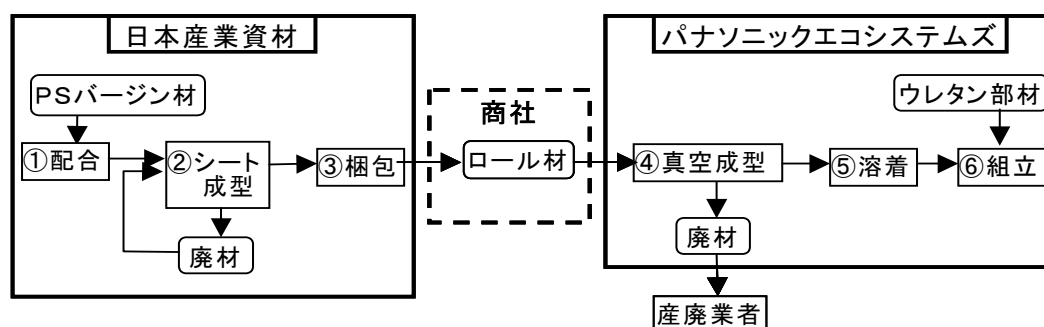 日本産業資材
PSバージン材
①配合
②シート
成型
③梱包
廃材
商社
ロール材
パナソニックエコシステムズ
ウレタン部材
④真空成型
⑤溶着
⑥組立
廃材
産廃業者